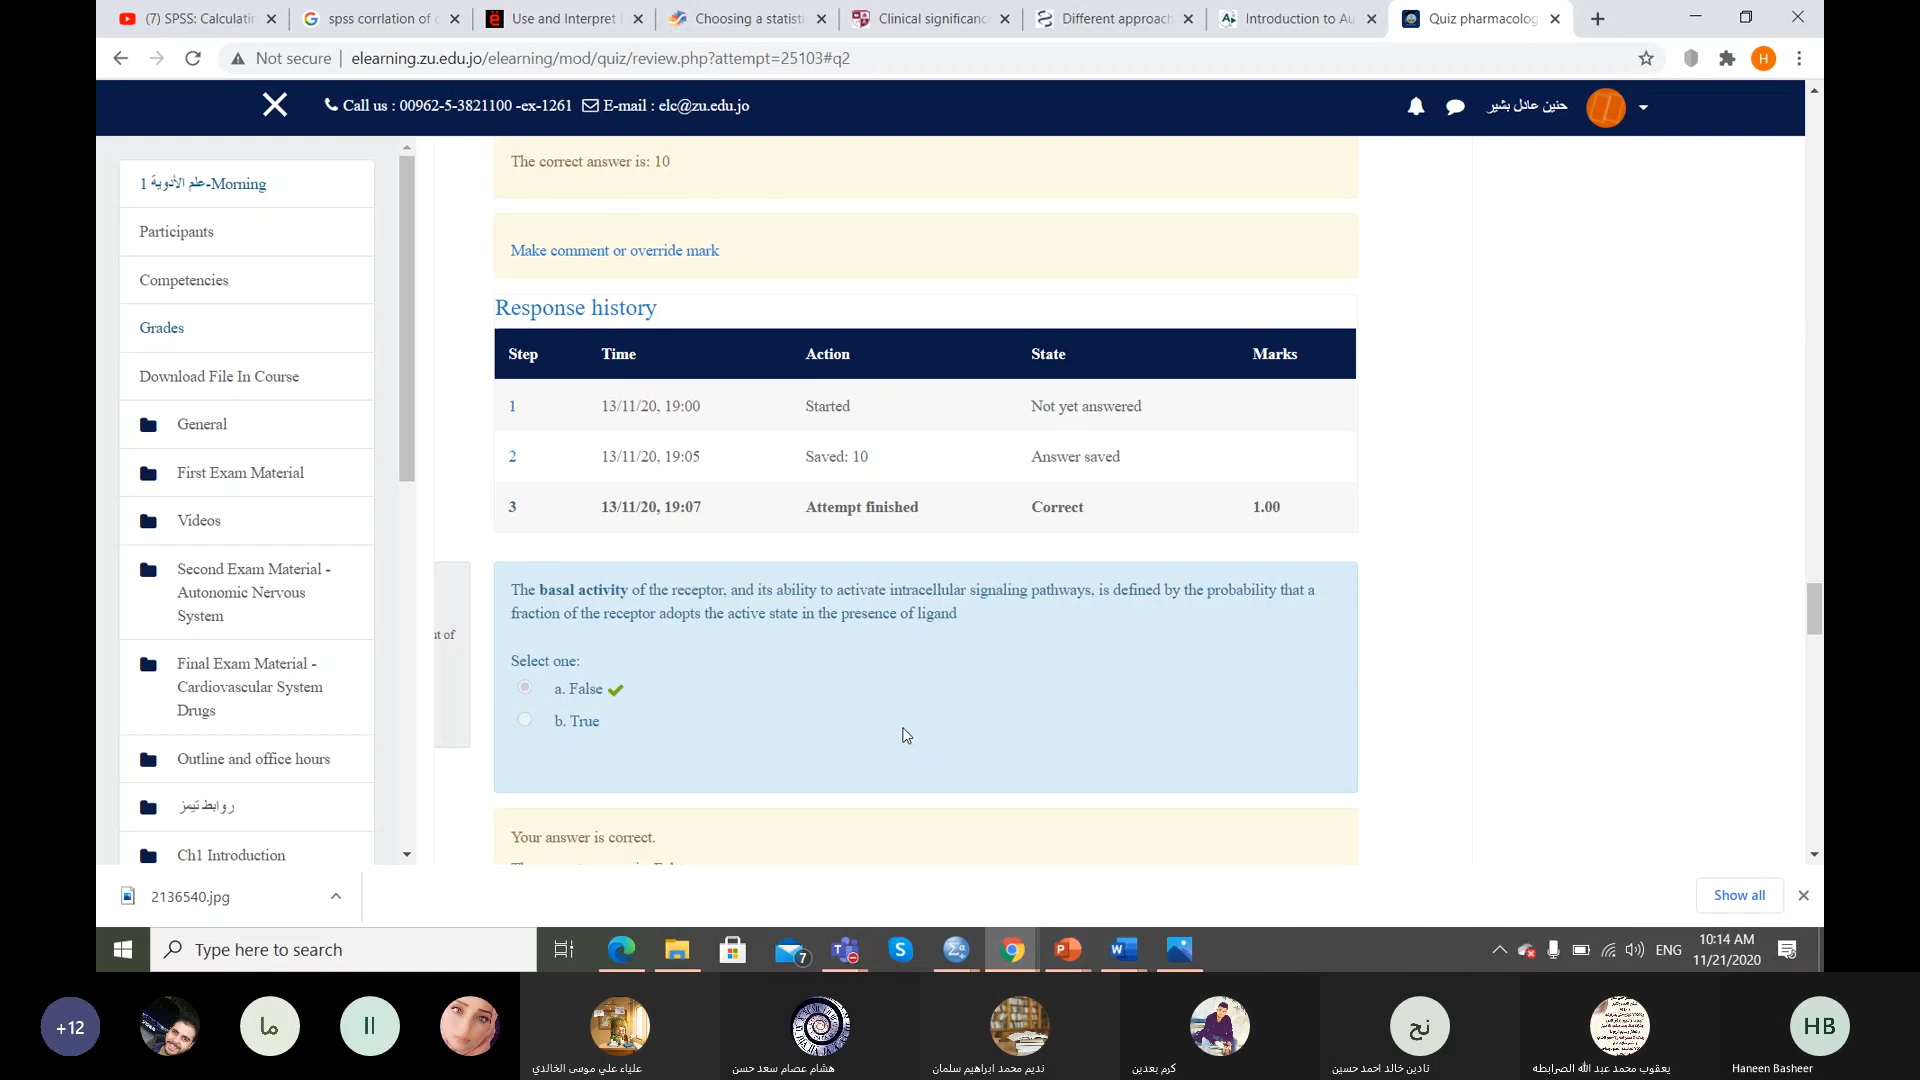 (7) SPSS: Calculatin
spss corrlation of c
Use and Interpret
Choosing a statist
Clinical significanc
Different approach
Introduction to Au
Quiz pharmacolog
Not secure
elearning.zu.edu.jo/elearning/mod/quiz/review.php?attempt=25103#q2
H
Call us : 00962-5-3821100 -ex-1261
E-mail : elc@zu.edu.jo
حنين عادل بشير
علم الأدوية 1-Morning
Participants
Competencies
Grades
Download File In Course
General
First Exam Material
Videos
Second Exam Material -
Autonomic Nervous
System
Final Exam Material -
Cardiovascular System
Drugs
Outline and office hours
روابط تيمز
Ch1 Introduction
The correct answer is: 10
Make comment or override mark
Response history
Step Time Action State Marks
1 13/11/20, 19:00 Started Not yet answered
2 13/11/20, 19:05 Saved: 10 Answer saved
3 13/11/20, 19:07 Attempt finished Correct 1.00
of
The basal activity of the receptor, and its ability to activate intracellular signaling pathways, is defined by the probability that a
fraction of the receptor adopts the active state in the presence of ligand
Select one:
a. False
b. True
Your answer is correct.
2136540.jpg
Show all
Type here to search
7
ENG
10:14 AM
11/21/2020
+12
ما
اا
نح
HB
علياء علي موسى الخالدي
هشام عصام سعد حسن
نديم محمد ابراهيم سلمان
كرم بعدين
نادين خالد احمد حسين
يعقوب محمد عبد الله الصرابطه
Haneen Basheer